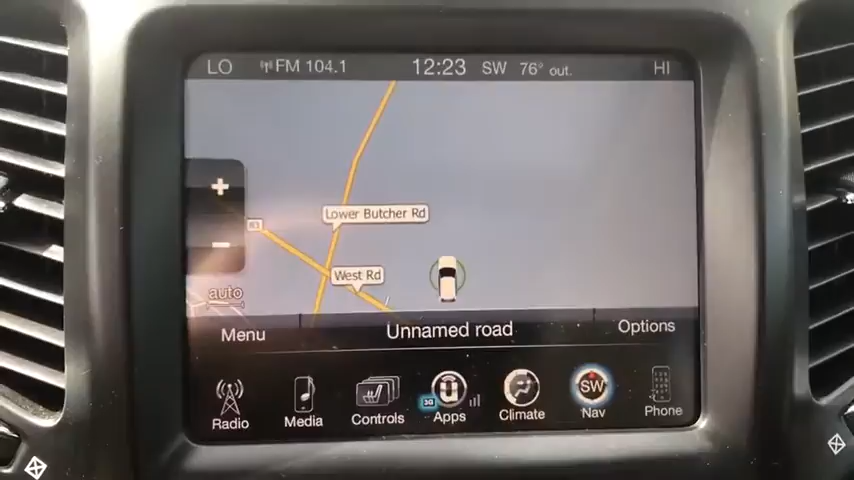 LO FM 104.1 12:23 SW 76° out. HI
+
Lower Butcher Rd
63
−
West Rd
auto
Menu Unnamed road Options
3G SW
Radio Media Controls Apps Climate Nav Phone